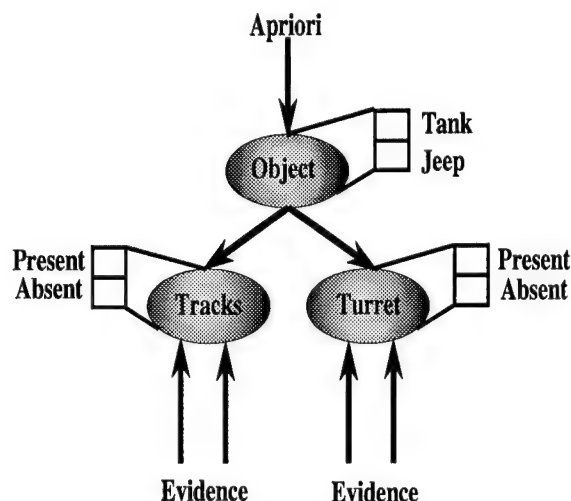 Apriori
Tank
Object
Jeep
Present
Absent
Tracks
Turret
Present
Absent
Evidence
Evidence